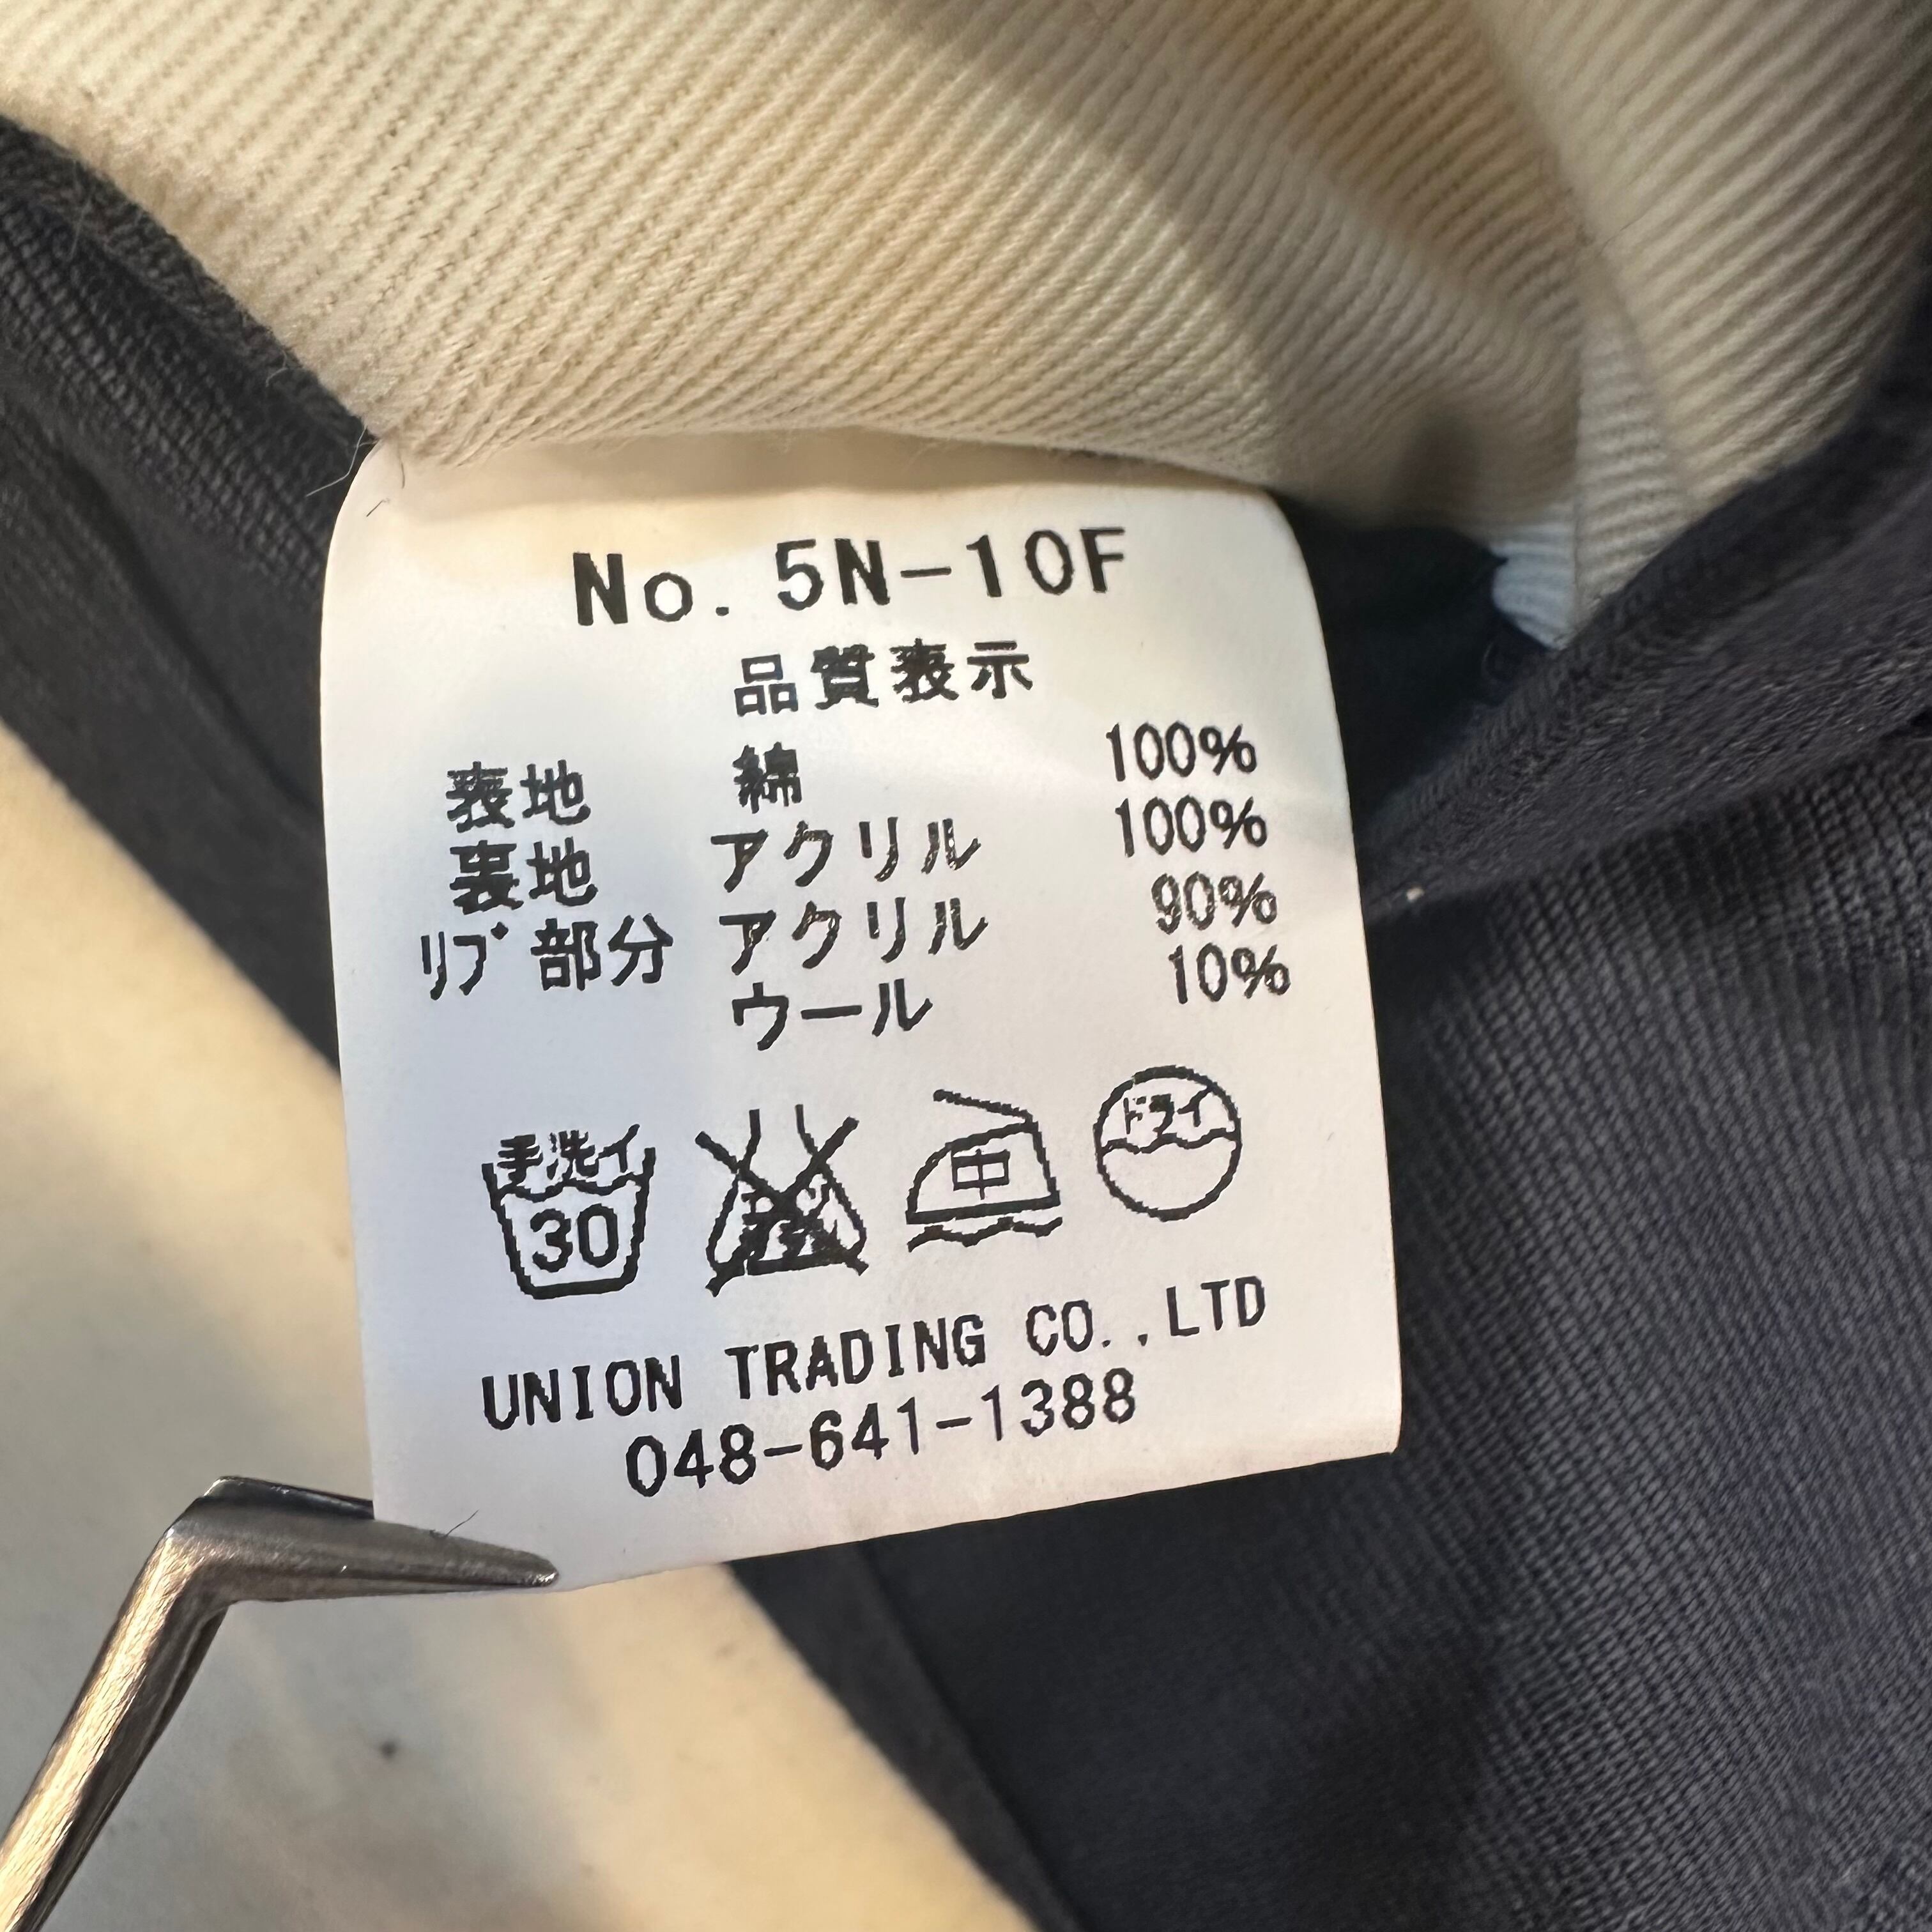 No. 5N-10F
品質表示
表地 綿 100%
裏地 アクリル 100%
リブ部分 アクリル 90%
ウール 10%
手洗イ 30
中
ドライ
UNION TRADING CO.,LTD
048-641-1388